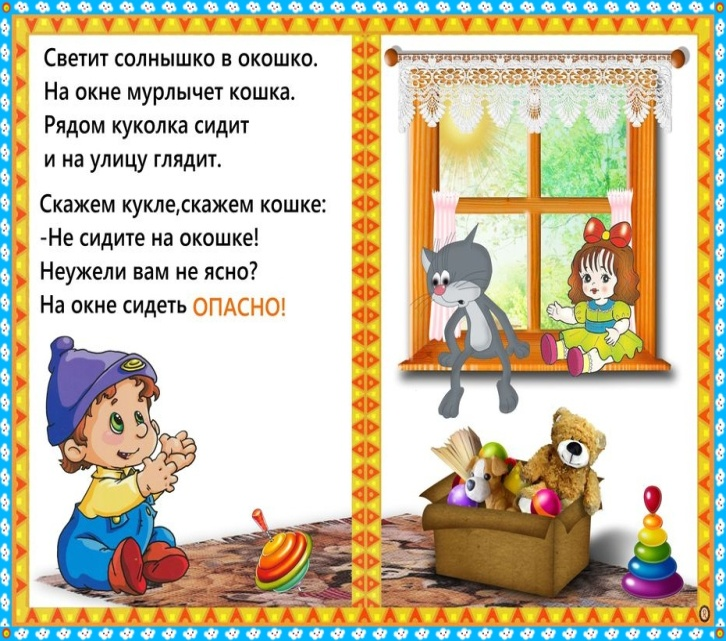 Светит солнышко в окошко.
На окне мурлычет кошка.
Рядом куколка сидит
и на улицу глядит.
Скажем кукле,скажем кошке:
-Не сидите на окошке!
Неужели вам не ясно?
На окне сидеть ОПАСНО!